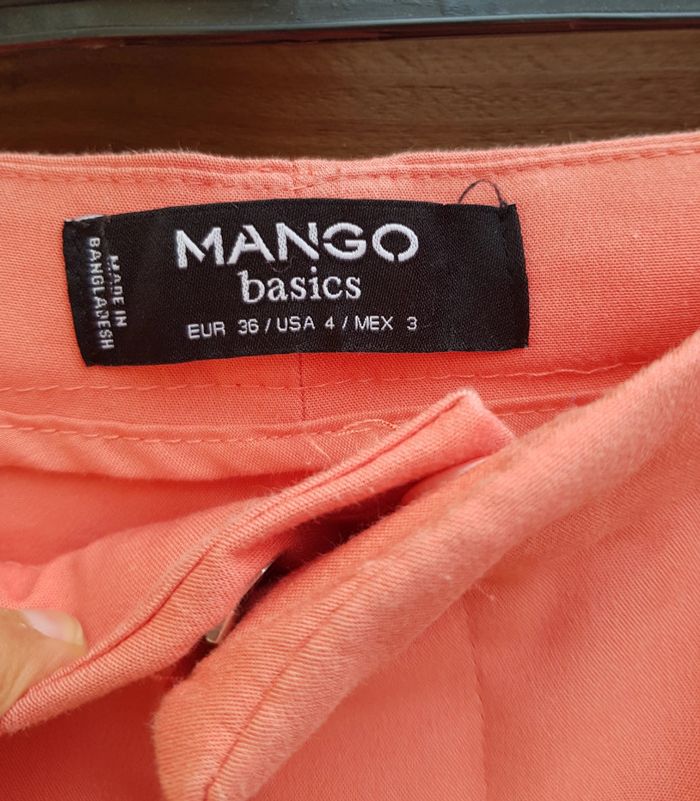 MANGO
basics
EUR 36 / USA 4 / MEX 3
MADE IN
BANGLADESH